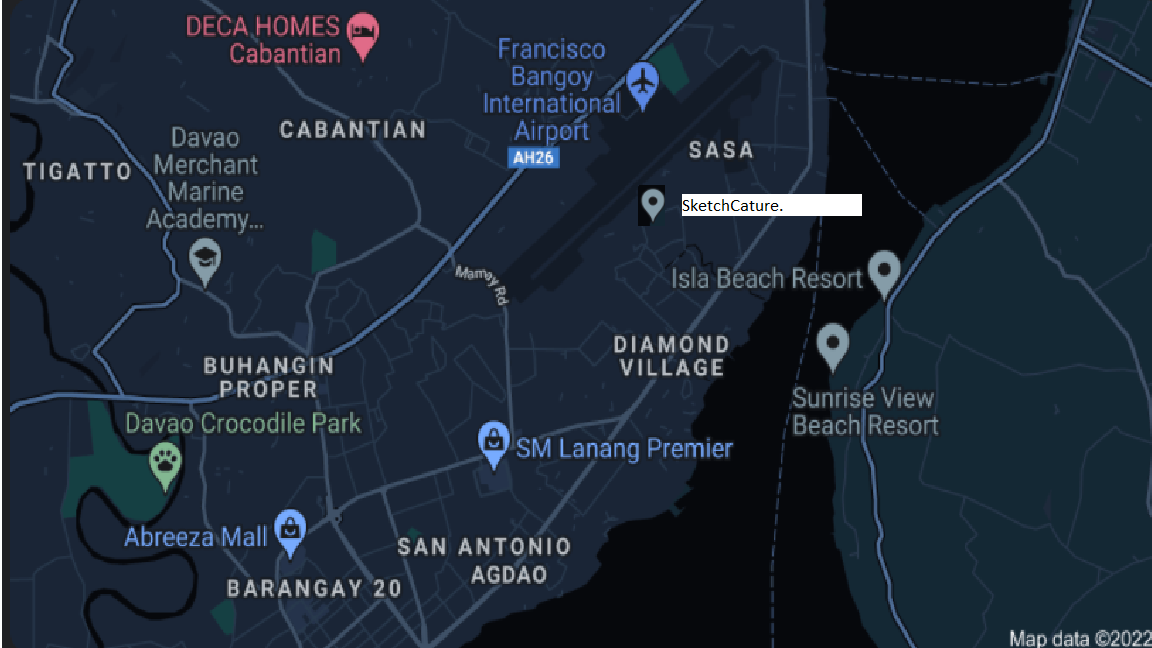 DECA HOMES
Cabantian
Francisco
Bangoy
International
Airport
AH26
CABANTIAN
Davao
Merchant
Marine
Academy...
TIGATTO
SASA
SketchCature.
Mamay Rd
Isla Beach Resort
DIAMOND
VILLAGE
BUHANGIN
PROPER
Sunrise View
Beach Resort
Davao Crocodile Park
SM Lanang Premier
Abreeza Mall
SAN ANTONIO
AGDAO
BARANGAY 20
Map data ©2022